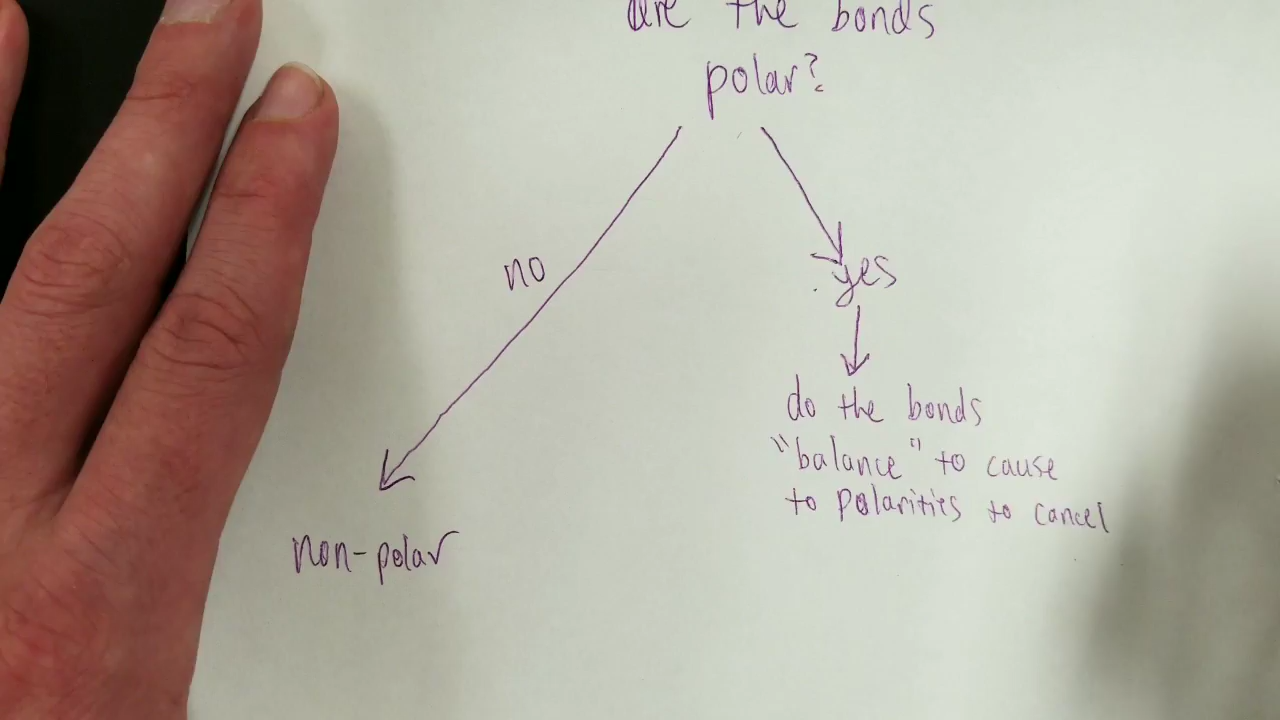 are the bonds
polar?
no
yes
do the bonds
"balance" to cause
to polarities to cancel
non-polar